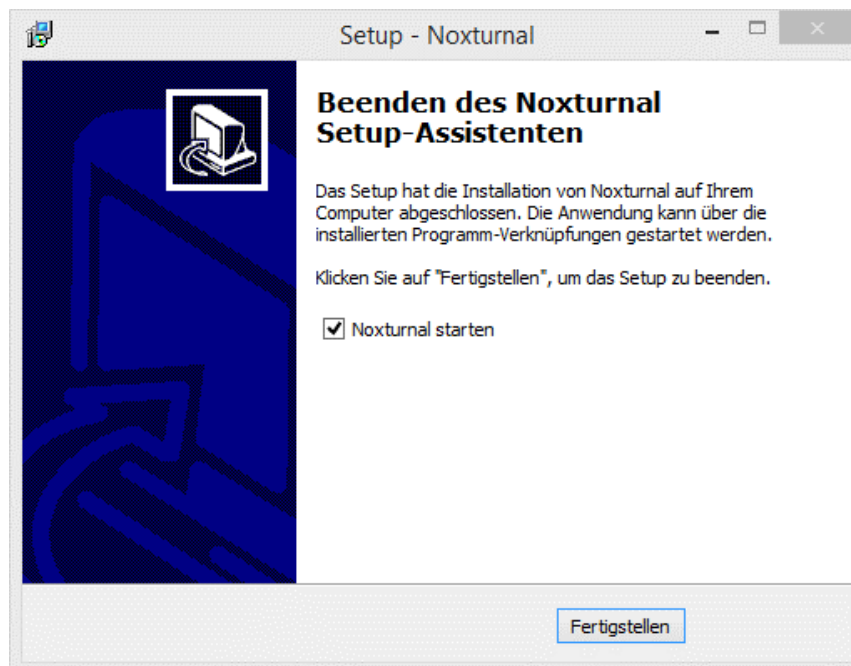 Setup - Noxturnal
Beenden des Noxturnal
Setup-Assistenten
Das Setup hat die Installation von Noxturnal auf Ihrem
Computer abgeschlossen. Die Anwendung kann über die
installierten Programm-Verknüpfungen gestartet werden.
Klicken Sie auf "Fertigstellen", um das Setup zu beenden.
Noxturnal starten
Fertigstellen